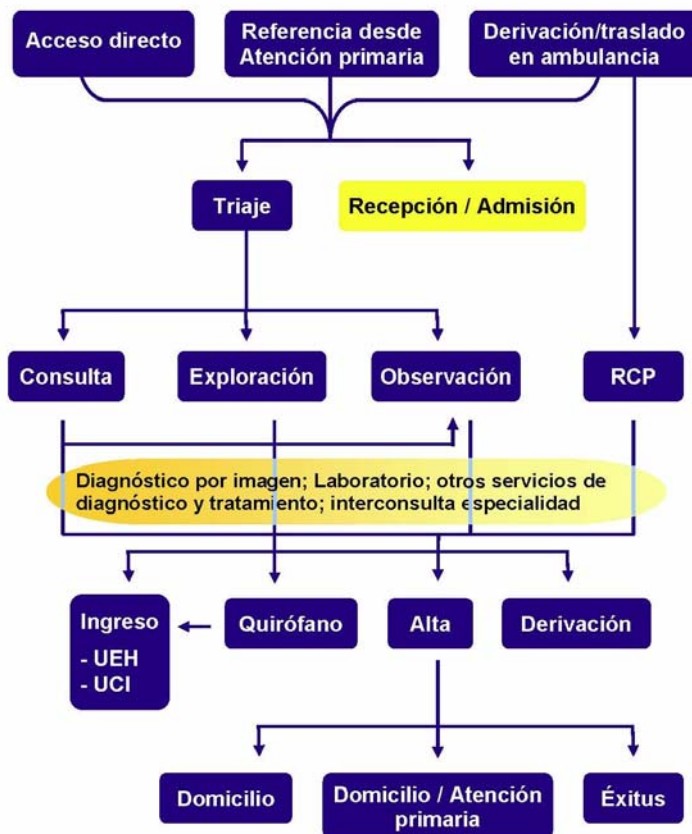 Acceso directo
Referencia desde
Atención primaria
Derivación/traslado
en ambulancia
Triaje
Recepción / Admisión
Consulta
Exploración
Observación
RCP
Diagnóstico por imagen; Laboratorio; otros servicios de
diagnóstico y tratamiento; interconsulta especialidad
Ingreso
- UEH
- UCI
Quirófano
Alta
Derivación
Domicilio
Domicilio / Atención
primaria
Éxitus